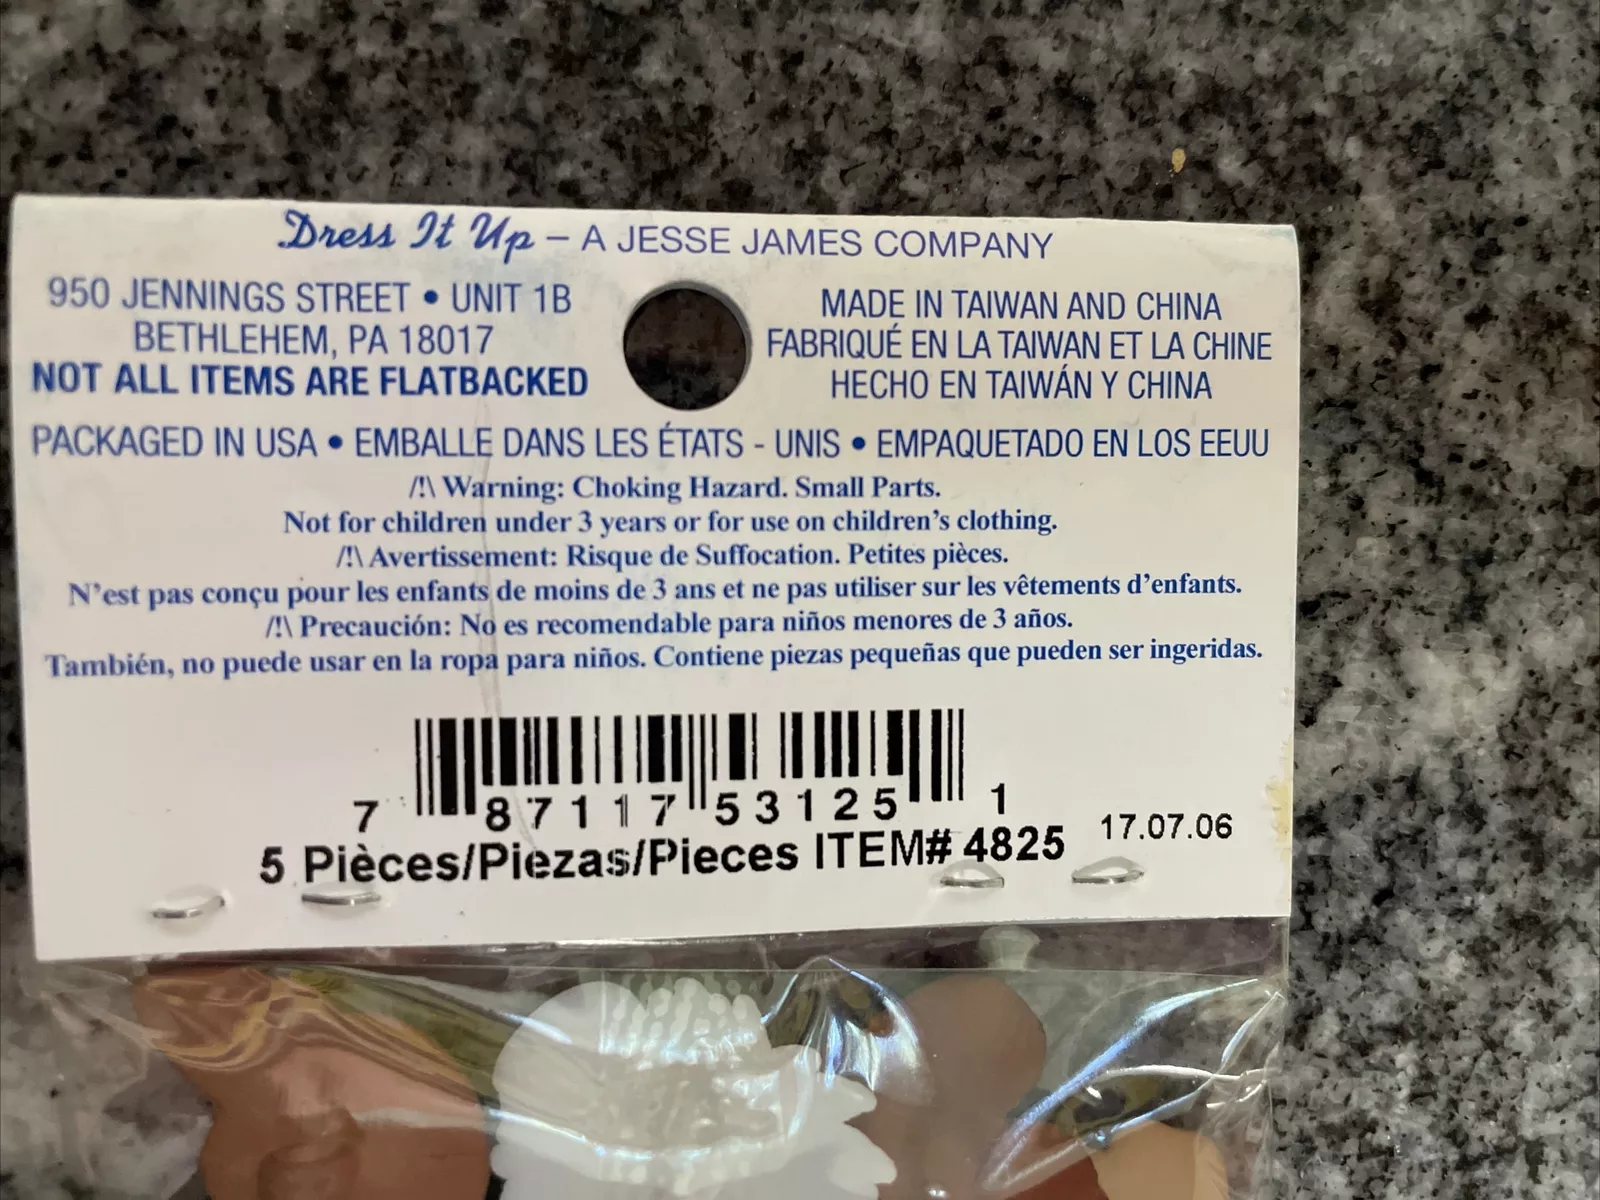 Dress It Up – A JESSE JAMES COMPANY
950 JENNINGS STREET • UNIT 1B
BETHLEHEM, PA 18017
NOT ALL ITEMS ARE FLATBACKED
MADE IN TAIWAN AND CHINA
FABRIQUÉ EN LA TAIWAN ET LA CHINE
HECHO EN TAIWÁN Y CHINA
PACKAGED IN USA • EMBALLE DANS LES ÉTATS - UNIS • EMPAQUETADO EN LOS EEUU
/!\ Warning: Choking Hazard. Small Parts.
Not for children under 3 years or for use on children's clothing.
/!\ Avertissement: Risque de Suffocation. Petites pièces.
N'est pas conçu pour les enfants de moins de 3 ans et ne pas utiliser sur les vêtements d'enfants.
/!\ Precaución: No es recomendable para niños menores de 3 años.
También, no puede usar en la ropa para niños. Contiene piezas pequeñas que pueden ser ingeridas.
7 87117 53125 1
5 Pièces/Piezas/Pieces ITEM# 4825 17.07.06